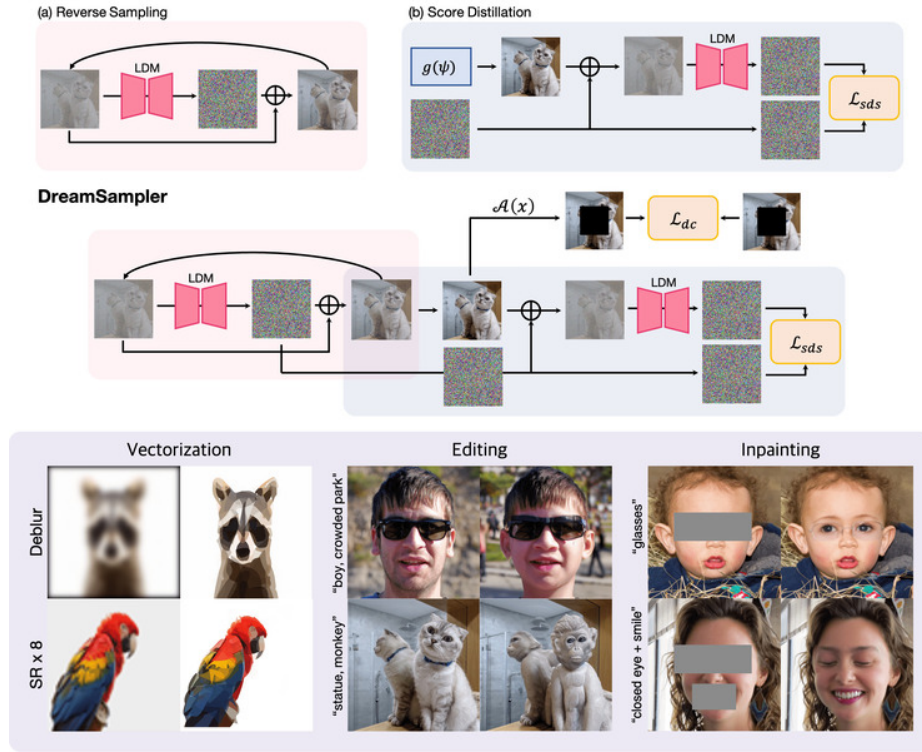 (a) Reverse Sampling
LDM
(b) Score Distillation
g(ψ)
LDM
ℒsds
DreamSampler
𝒜(x)
ℒdc
LDM
LDM
ℒsds
Vectorization
Editing
Inpainting
Deblur
"boy, crowded park"
"glasses"
SR x 8
"statue, monkey"
"closed eye + smile"